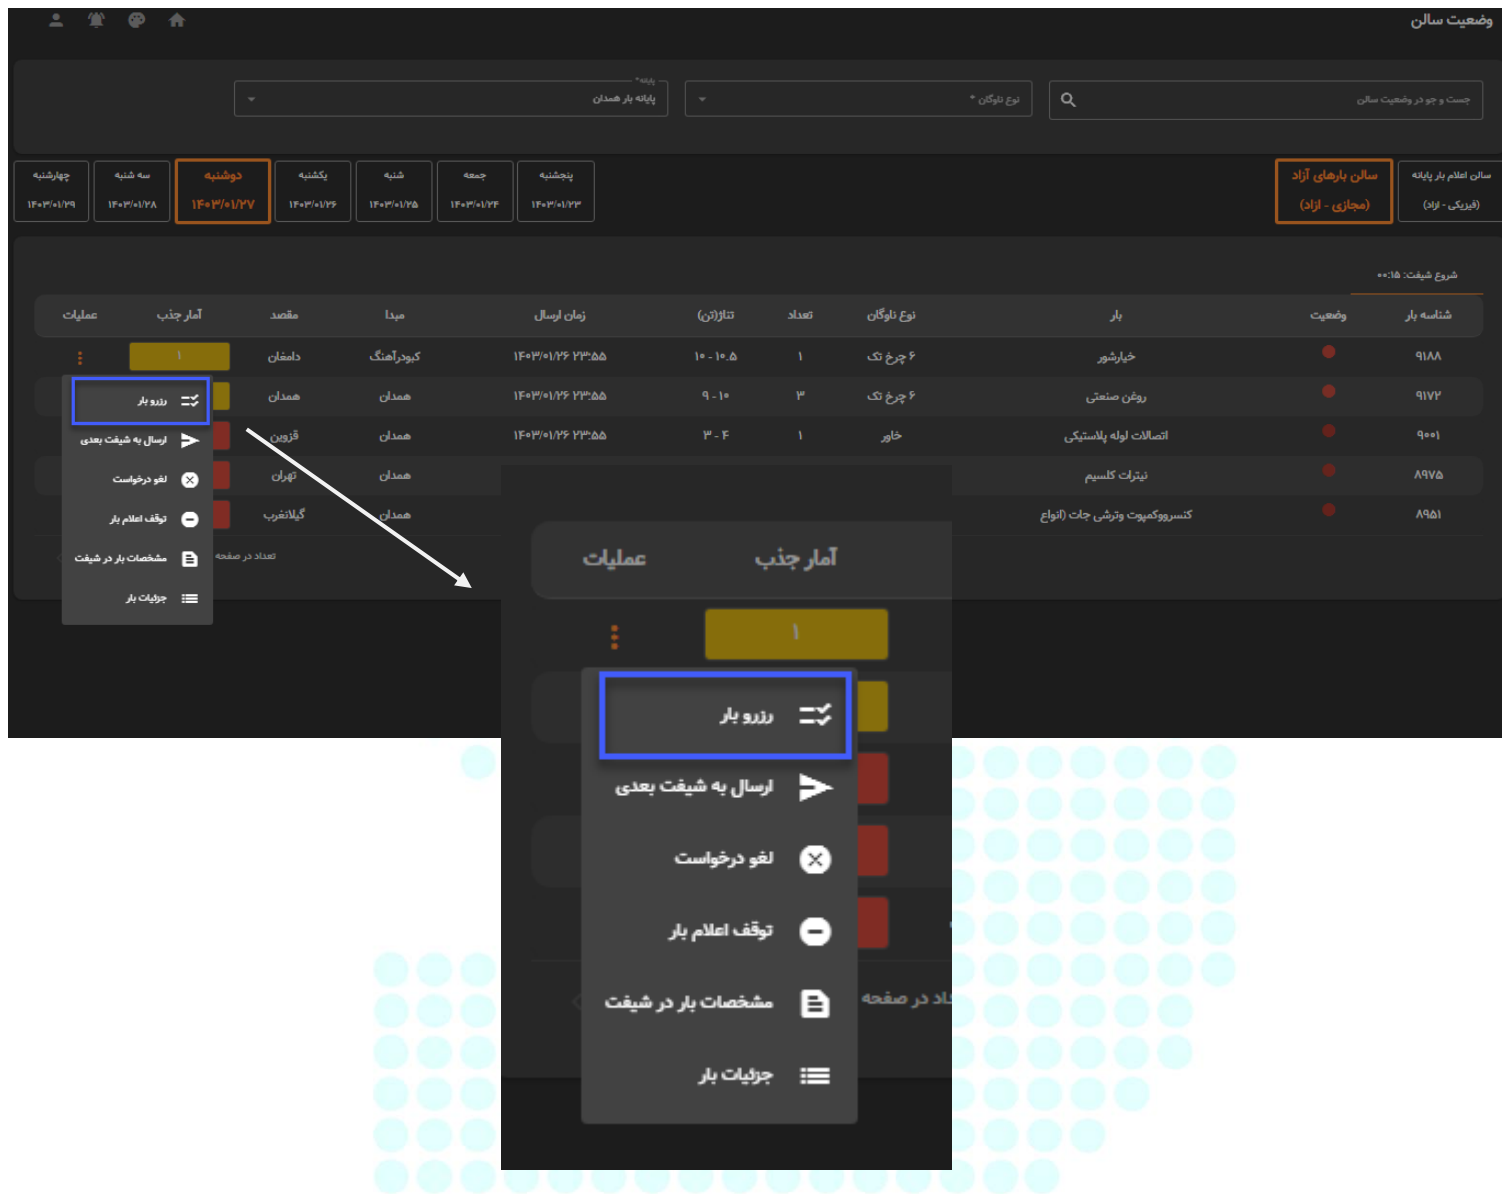 وضعیت سالن
جست و جو در وضعیت سالن
نوع ناوگان *
پایانه*
پایانه بار همدان
سالن اعلام بار پایانه
(فیزیکی - ازاد)
سالن بارهای آزاد
(مجازی - ازاد)
پنجشنبه
۱۴۰۳/۰۱/۲۳
جمعه
۱۴۰۳/۰۱/۲۴
شنبه
۱۴۰۳/۰۱/۲۵
یکشنبه
۱۴۰۳/۰۱/۲۶
دوشنبه
۱۴۰۳/۰۱/۲۷
سه شنبه
۱۴۰۳/۰۱/۲۸
چهارشنبه
۱۴۰۳/۰۱/۲۹
شروع شیفت: ۰۰:۱۵
شناسه بار وضعیت بار نوع ناوگان تعداد تناژ(تن) زمان ارسال مبدا مقصد آمار جذب عملیات
۹۱۸۸ خیارشور ۶ چرخ تک ۱ ۱۰ - ۱۰.۵ ۱۴۰۳/۰۱/۲۶ ۲۳:۵۵ کبودرآهنگ دامغان ۱
۹۱۷۲ روغن صنعتی ۶ چرخ تک ۳ ۹ - ۱۰ ۱۴۰۳/۰۱/۲۶ ۲۳:۵۵ همدان همدان
۹۰۰۱ اتصالات لوله پلاستیکی خاور ۱ ۳ - ۴ ۱۴۰۳/۰۱/۲۶ ۲۳:۵۵ همدان قزوین
۸۹۷۵ نیترات کلسیم همدان تهران
۸۹۵۱ کنسرووکمپوت وترشی جات (انواع همدان گیلانغرب
تعداد در صفحه
رزرو بار
ارسال به شیفت بعدی
لغو درخواست
توقف اعلام بار
مشخصات بار در شیفت
جزئیات بار
آمار جذب عملیات
۱
رزرو بار
ارسال به شیفت بعدی
لغو درخواست
توقف اعلام بار
مشخصات بار در شیفت
داد در صفحه
جزئیات بار